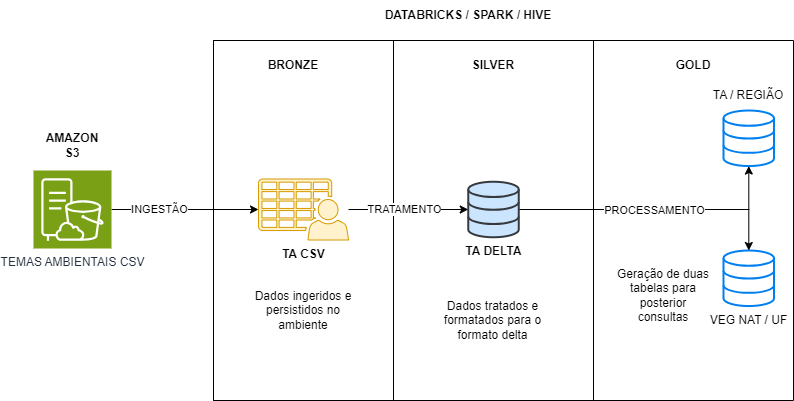 DATABRICKS / SPARK / HIVE
BRONZE
SILVER
GOLD
TA / REGIÃO
AMAZON
S3
INGESTÃO
TRATAMENTO
PROCESSAMENTO
TEMAS AMBIENTAIS CSV
TA CSV
TA DELTA
Dados ingeridos e
persistidos no
ambiente
Dados tratados e
formatados para o
formato delta
Geração de duas
tabelas para
posterior
consultas
VEG NAT / UF